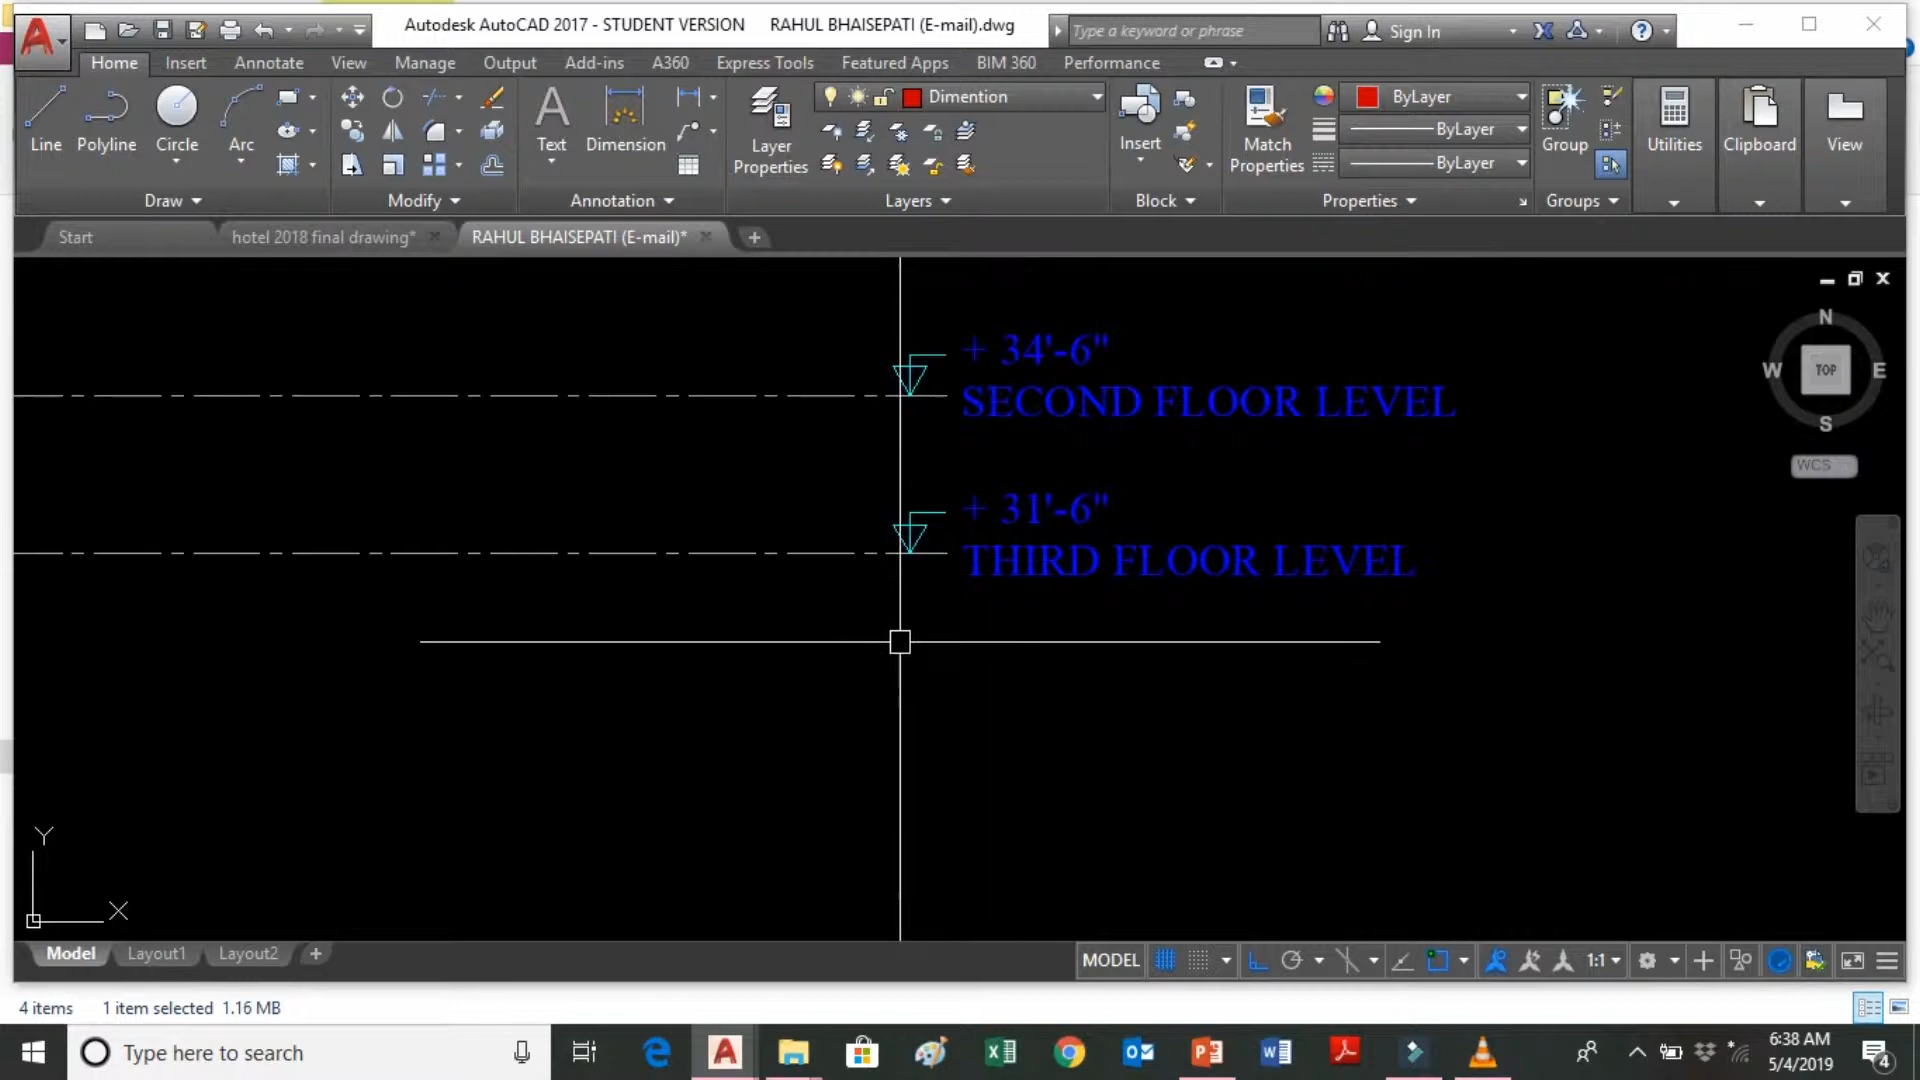 Autodesk AutoCAD 2017 - STUDENT VERSION RAHUL BHAISEPATI (E-mail).dwg
Type a keyword or phrase
Sign In
Home Insert Annotate View Manage Output Add-ins A360 Express Tools Featured Apps BIM 360 Performance
Line Polyline Circle Arc
Text Dimension
Layer Properties
Dimention
Insert
Match Properties
ByLayer
ByLayer
ByLayer
Group Utilities Clipboard View
Draw Modify Annotation Layers Block Properties Groups
Start hotel 2018 final drawing* RAHUL BHAISEPATI (E-mail)*
+ 34'-6"
SECOND FLOOR LEVEL
+ 31'-6"
THIRD FLOOR LEVEL
N
W TOP E
S
WCS
Y
X
Model Layout1 Layout2 +
MODEL 1:1
4 items 1 item selected 1.16 MB
Type here to search
6:38 AM
5/4/2019
4